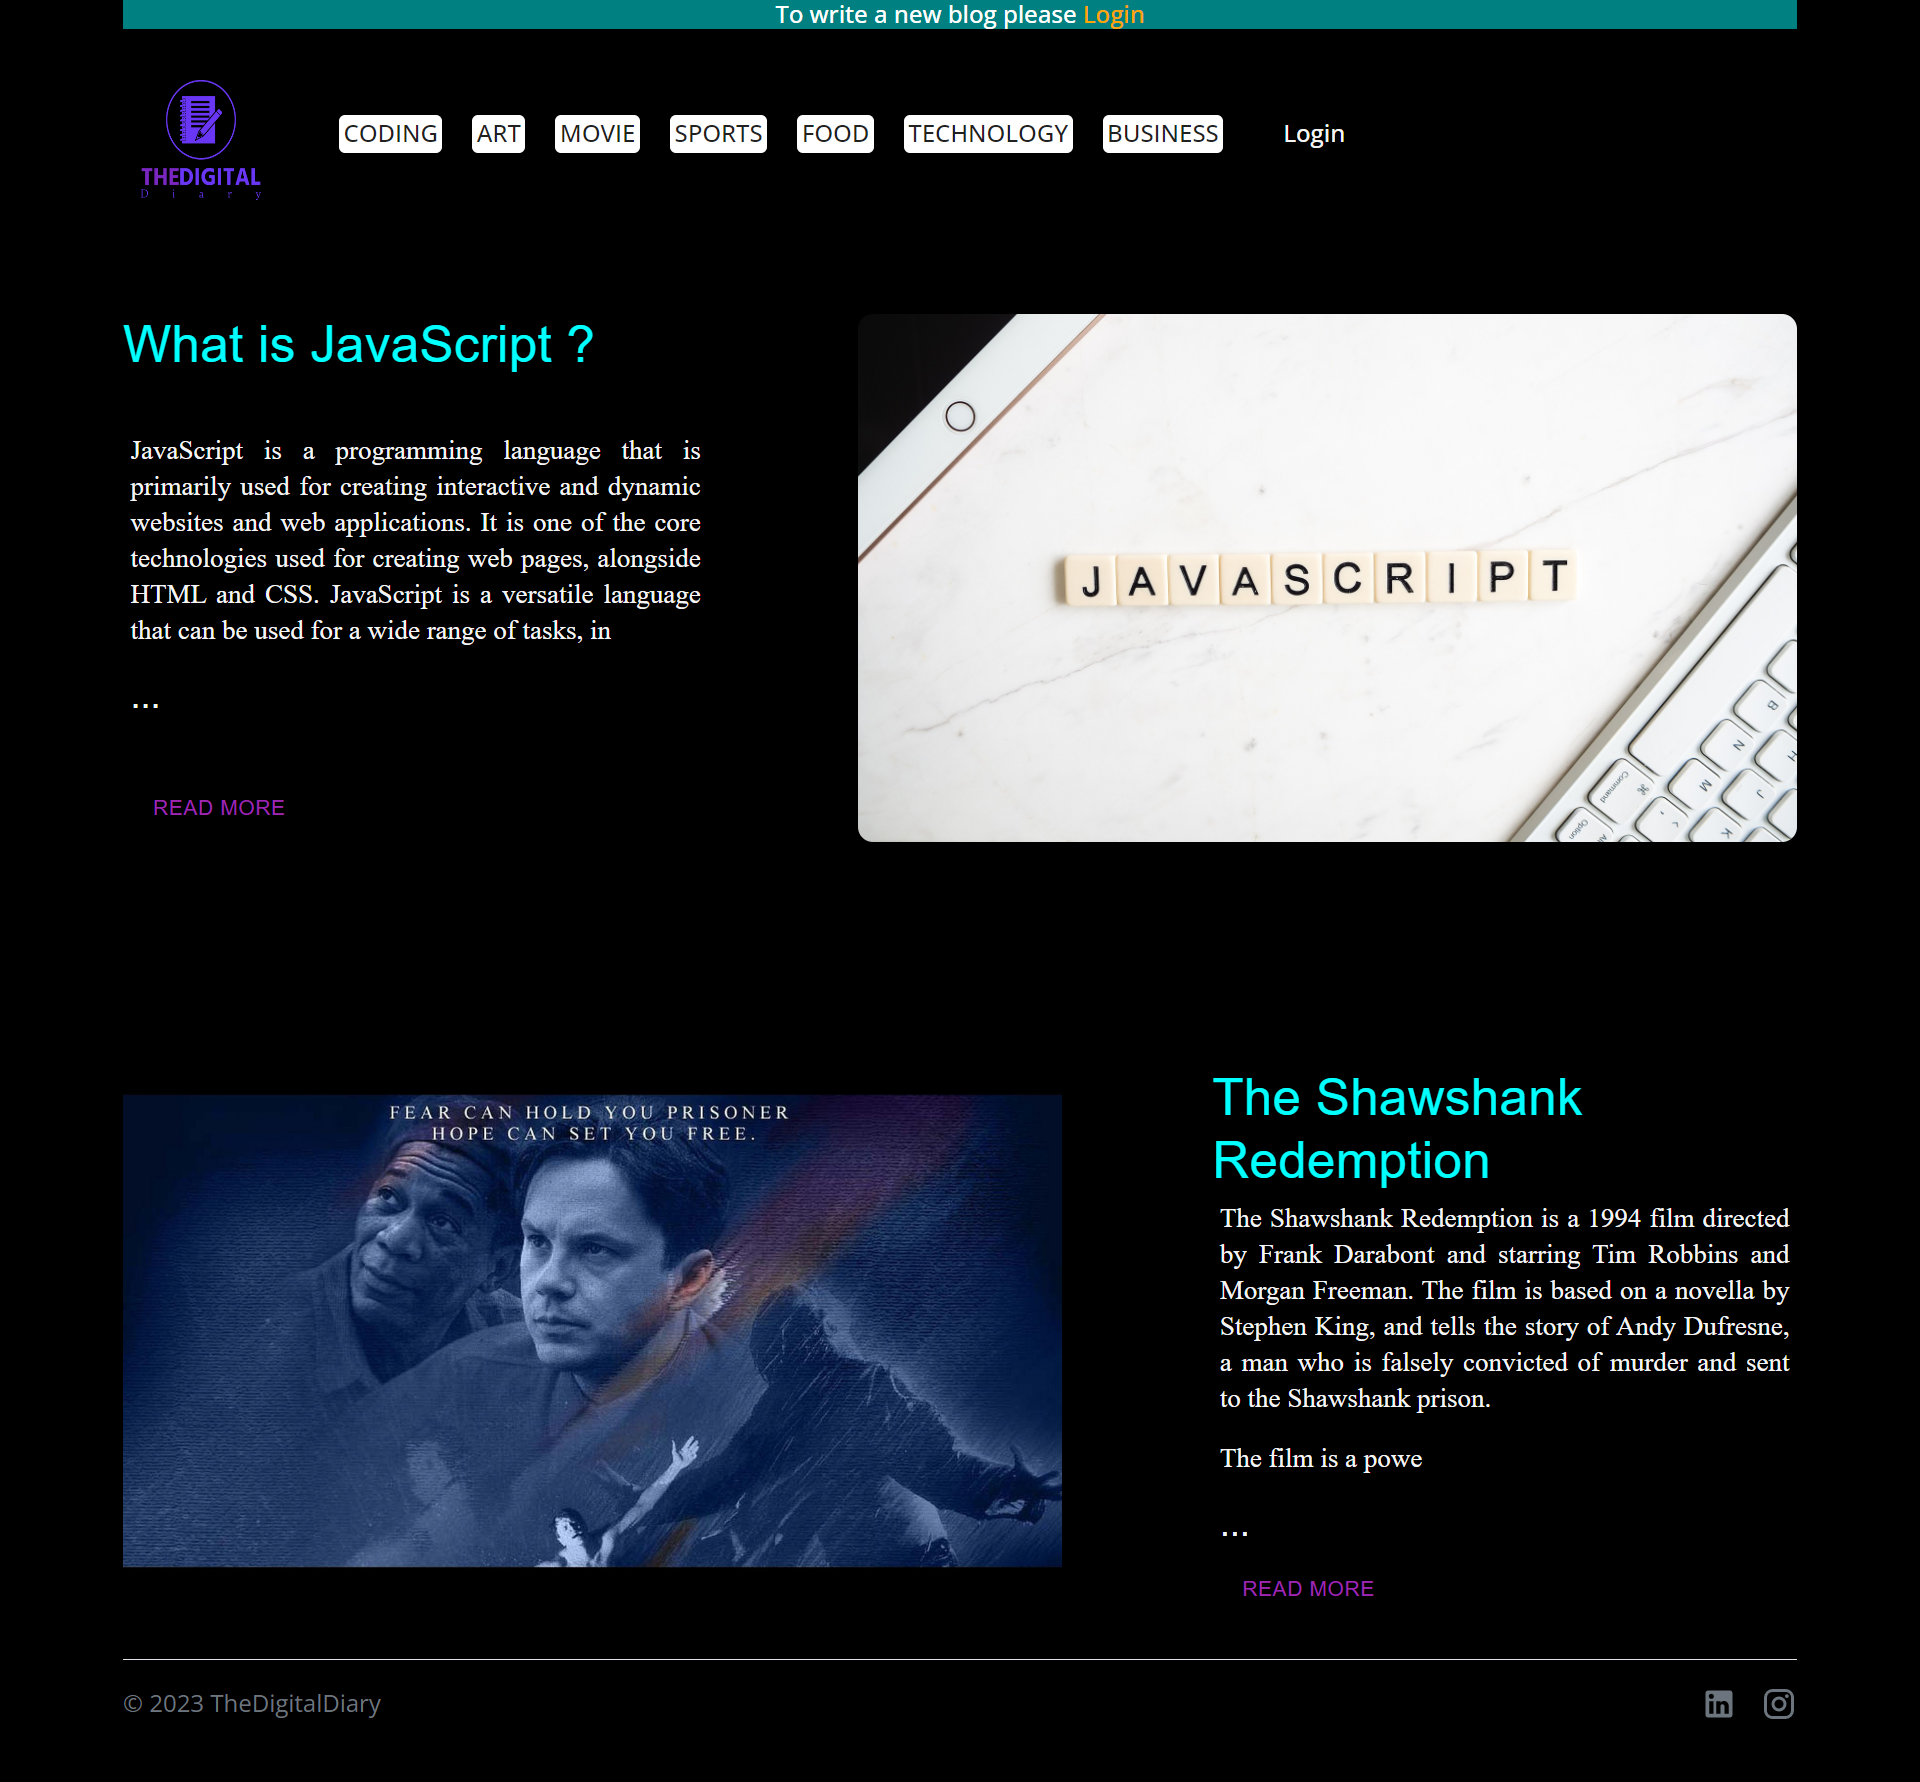 To write a new blog please Login
THEDIGITAL
Diary
CODING ART MOVIE SPORTS FOOD TECHNOLOGY BUSINESS Login
What is JavaScript ?
JavaScript is a programming language that is
primarily used for creating interactive and dynamic
websites and web applications. It is one of the core
technologies used for creating web pages, alongside
HTML and CSS. JavaScript is a versatile language
that can be used for a wide range of tasks, in
...
READ MORE
JAVASCRIPT
B
N
H
M
J
K
Command
⌘
Option
FEAR CAN HOLD YOU PRISONER
HOPE CAN SET YOU FREE.
The Shawshank
Redemption
The Shawshank Redemption is a 1994 film directed
by Frank Darabont and starring Tim Robbins and
Morgan Freeman. The film is based on a novella by
Stephen King, and tells the story of Andy Dufresne,
a man who is falsely convicted of murder and sent
to the Shawshank prison.
The film is a powe
...
READ MORE
© 2023 TheDigitalDiary
in